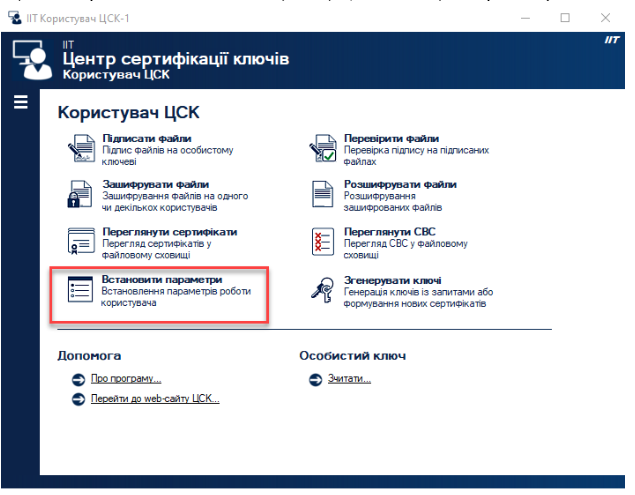 ІІТ Користувач ЦСК-1
ІІТ
ІІТ
Центр сертифікації ключів
Користувач ЦСК
Користувач ЦСК
Підписати файли
Підпис файлів на особистому
ключеві
Перевірити файли
Перевірка підпису на підписаних
файлах
Зашифрувати файли
Зашифрування файлів на одного
чи декількох користувачів
Розшифрувати файли
Розшифрування
зашифрованих файлів
Переглянути сертифікати
Перегляд сертифікатів у
файловому сховищі
Переглянути СВС
Перегляд СВС у файловому
сховищі
Встановити параметри
Встановлення параметрів роботи
користувача
Згенерувати ключі
Генерація ключів із запитами або
формування нових сертифікатів
Допомога
Про програму...
Перейти до web-сайту ЦСК...
Особистий ключ
Зчитати...